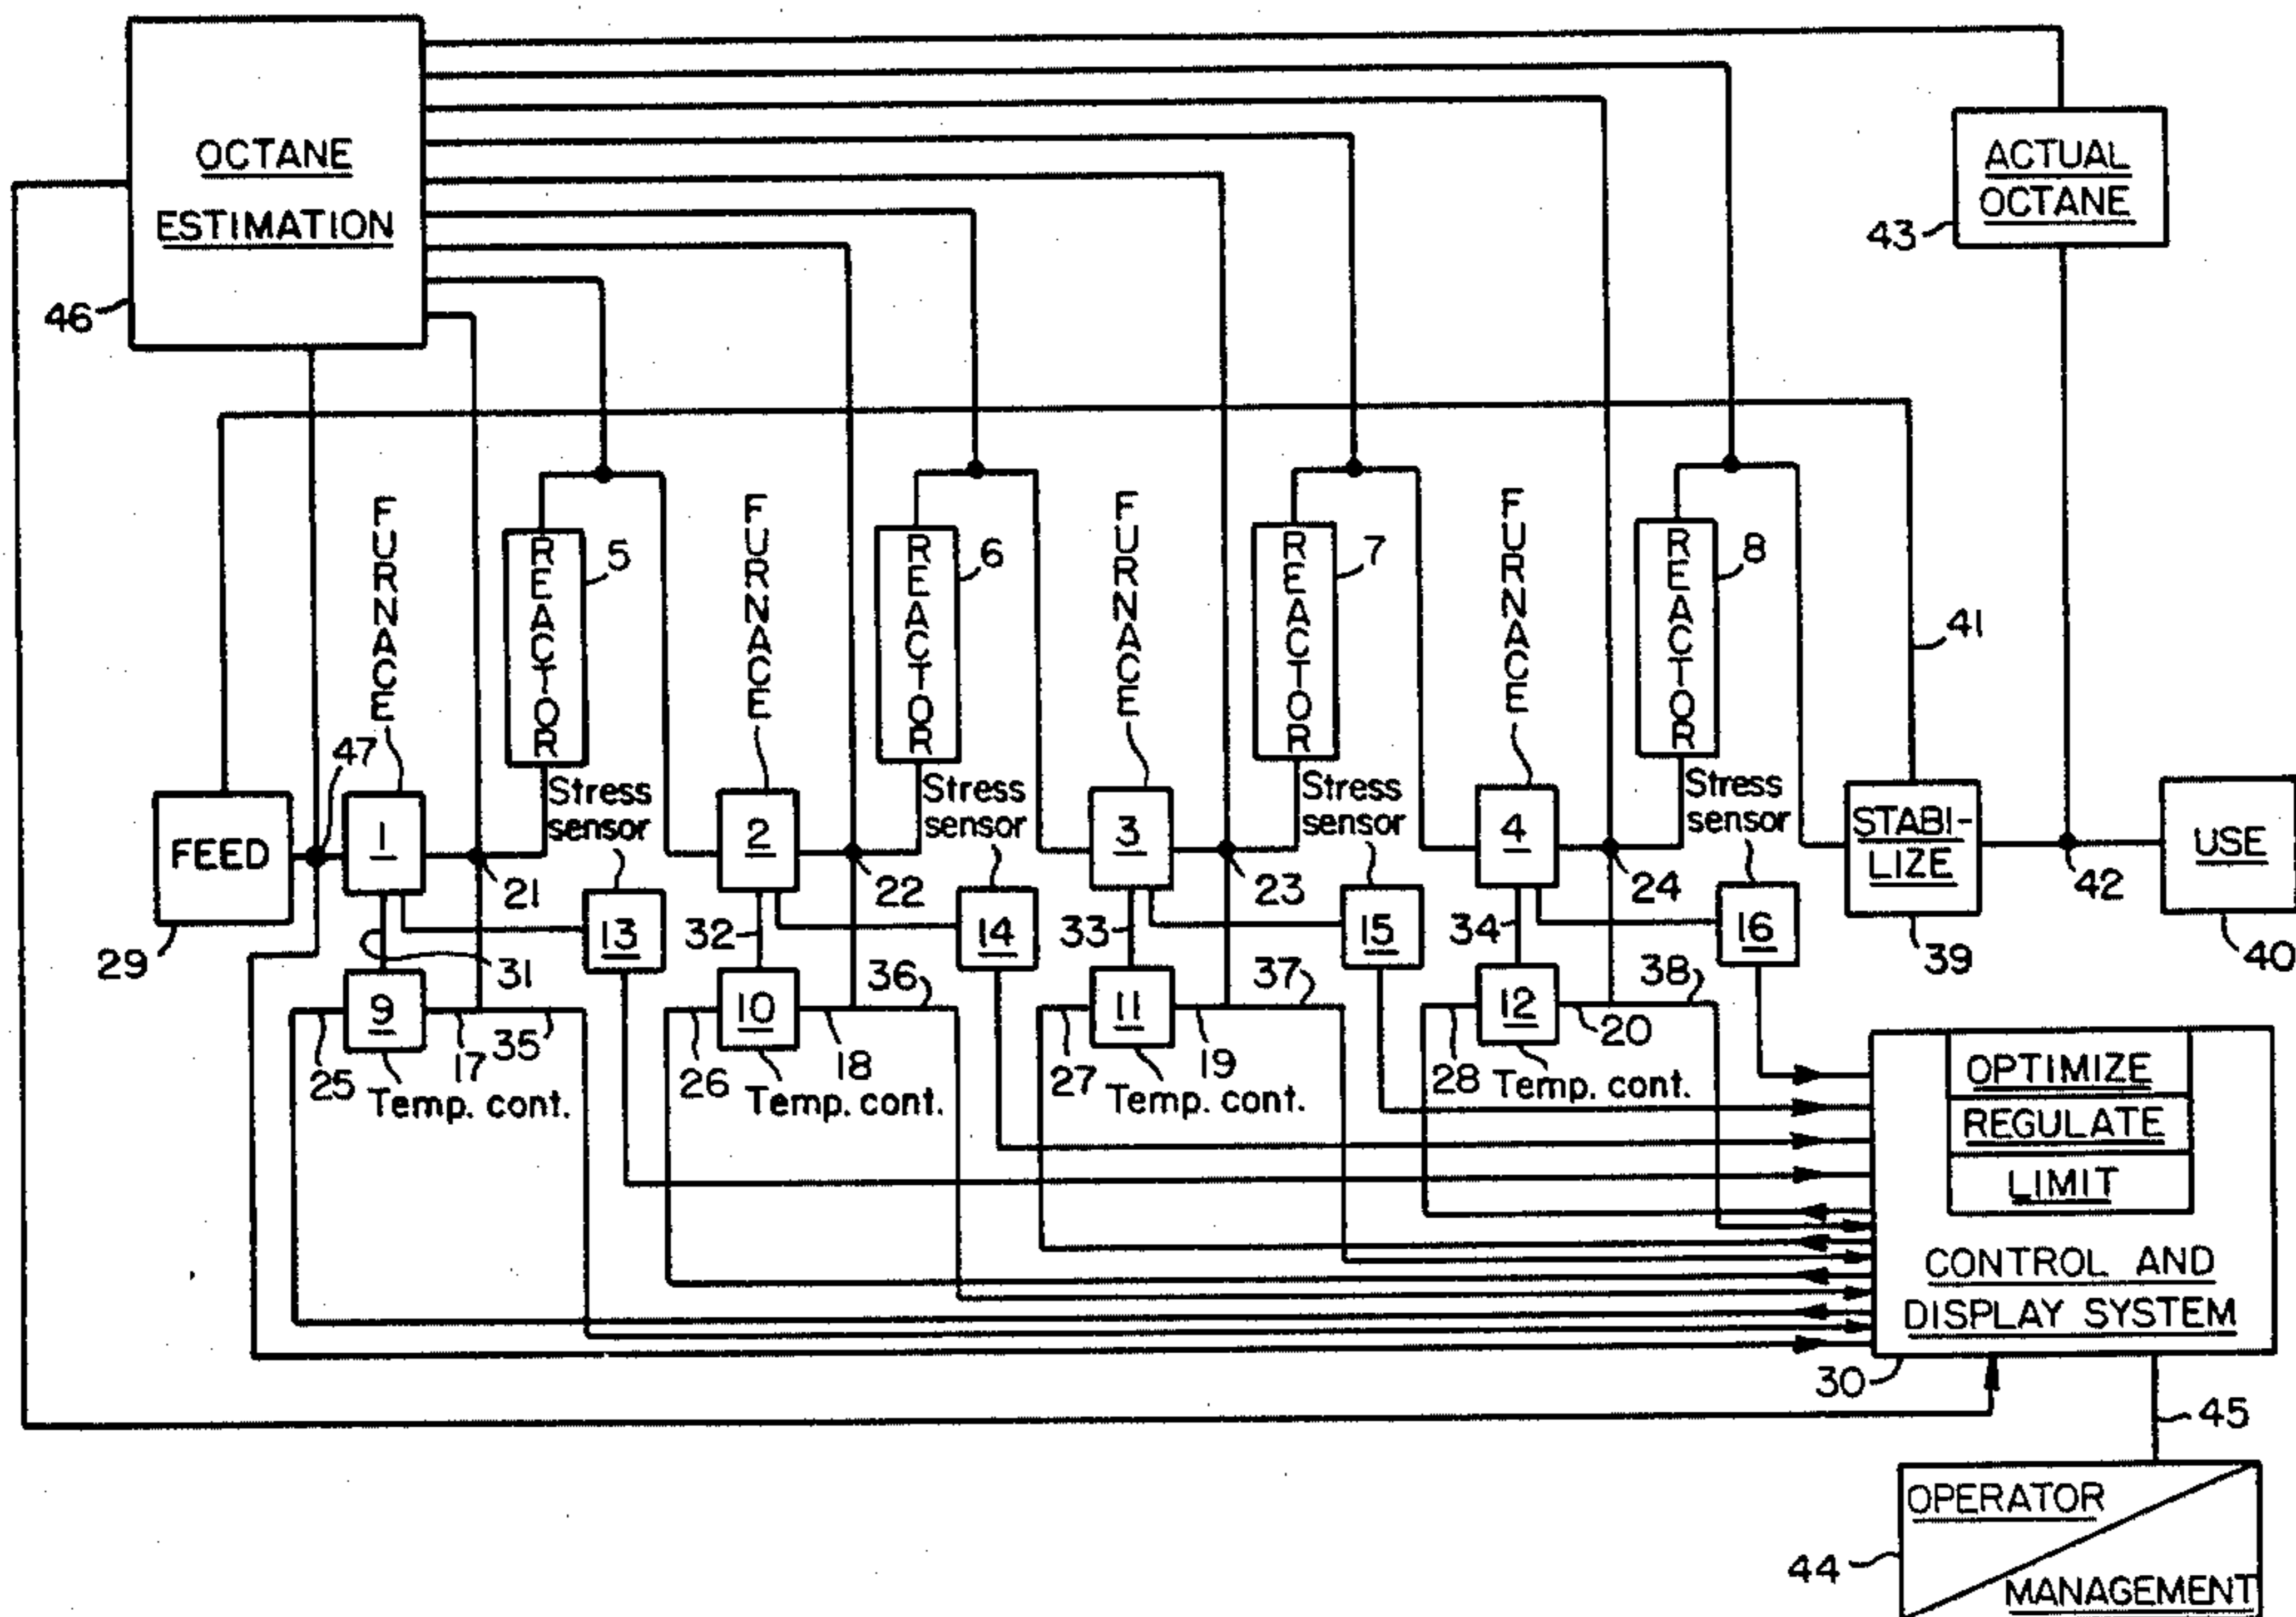 OCTANE
ESTIMATION
46
ACTUAL
OCTANE
43
FURNACE
REACTOR
5
FURNACE
REACTOR
6
FURNACE
REACTOR
7
FURNACE
REACTOR
8
41
47
FEED
29
1
21
Stress
sensor
13
2
22
Stress
sensor
14
3
23
Stress
sensor
15
4
24
Stress
sensor
16
STABI-
LIZE
39
42
USE
40
31
32
33
34
9
25
17
35
Temp. cont.
10
26
18
36
Temp. cont.
11
27
19
37
Temp. cont.
12
28
20
38
Temp. cont.
OPTIMIZE
REGULATE
LIMIT
CONTROL AND
DISPLAY SYSTEM
30
45
OPERATOR
MANAGEMENT
44